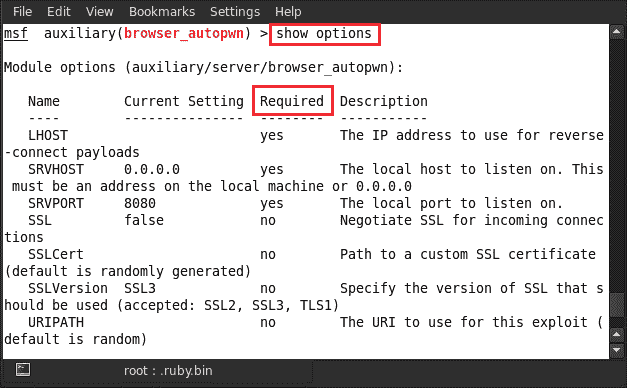 File Edit View Bookmarks Settings Help
msf auxiliary(browser_autopwn) > show options
Module options (auxiliary/server/browser_autopwn):
Name Current Setting Required Description
---- --------------- -------- -----------
LHOST yes The IP address to use for reverse
-connect payloads
SRVHOST 0.0.0.0 yes The local host to listen on. This
must be an address on the local machine or 0.0.0.0
SRVPORT 8080 yes The local port to listen on.
SSL false no Negotiate SSL for incoming connec
tions
SSLCert no Path to a custom SSL certificate
(default is randomly generated)
SSLVersion SSL3 no Specify the version of SSL that s
hould be used (accepted: SSL2, SSL3, TLS1)
URIPATH no The URI to use for this exploit (
default is random)
root : .ruby.bin